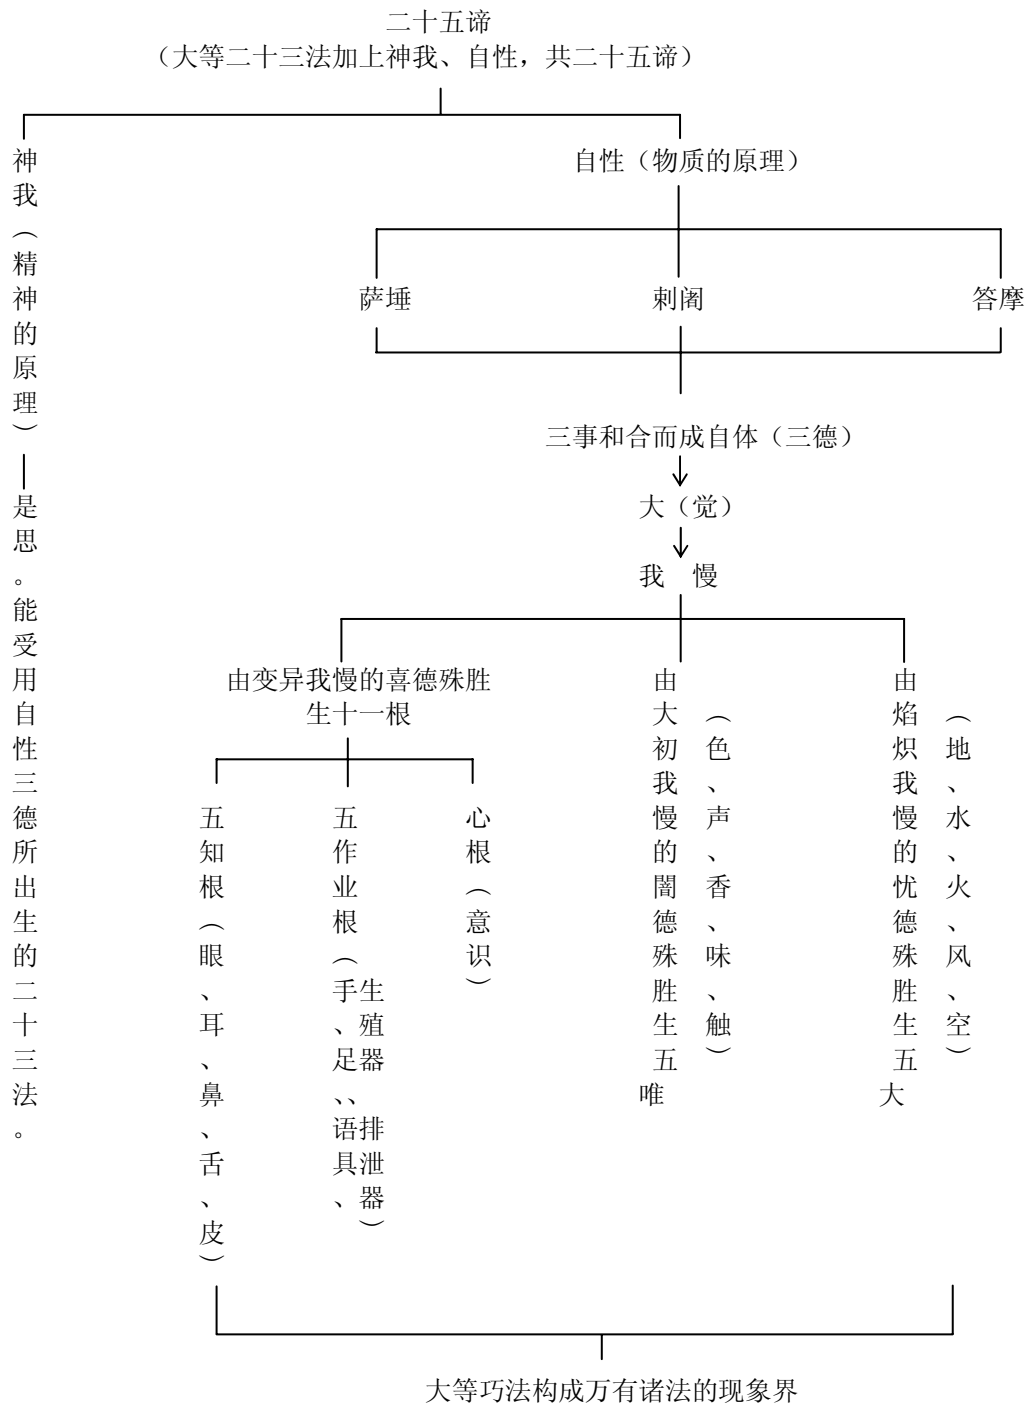 二十五谛
（大等二十三法加上神我、自性，共二十五谛）
神我（精神的原理）——是思。能受用自性三德所出生的二十三法。
自性（物质的原理）
萨埵
剌阇
答摩
三事和合而成自体（三德）
大（觉）
我 慢
由变异我慢的喜德殊胜
生十一根
五知根（眼、耳、鼻、舌、皮）
五作业根（手、足、语具、
生殖器、排泄器）
心根（意识）
由大初我慢的闇德殊胜生五唯
（色、声、香、味、触）
由焰炽我慢的忧德殊胜生五大
（地、水、火、风、空）
大等巧法构成万有诸法的现象界